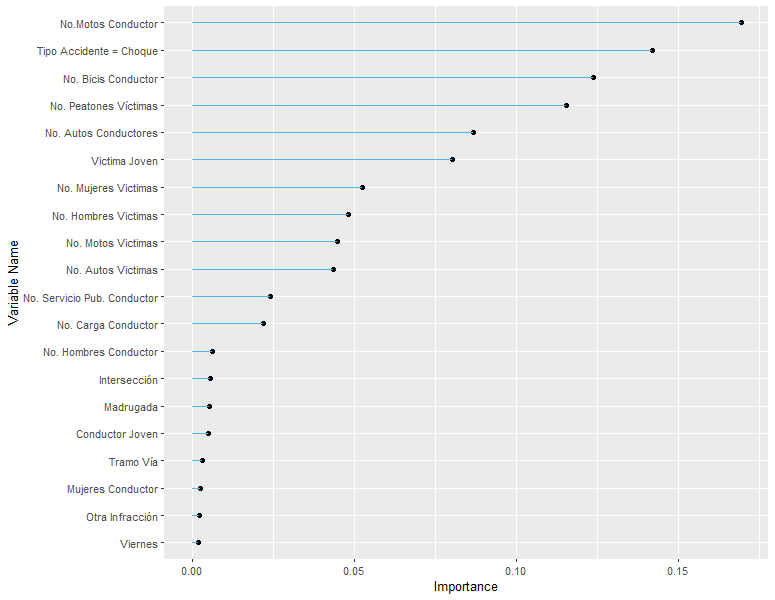 No.Motos Conductor
Tipo Accidente = Choque
No. Bicis Conductor
No. Peatones Víctimas
No. Autos Conductores
Victima Joven
No. Mujeres Victimas
No. Hombres Victimas
No. Motos Victimas
No. Autos Victimas
No. Servicio Pub. Conductor
No. Carga Conductor
No. Hombres Conductor
Intersección
Madrugada
Conductor Joven
Tramo Vía
Mujeres Conductor
Otra Infracción
Viernes
Variable Name
0.00 0.05 0.10 0.15
Importance